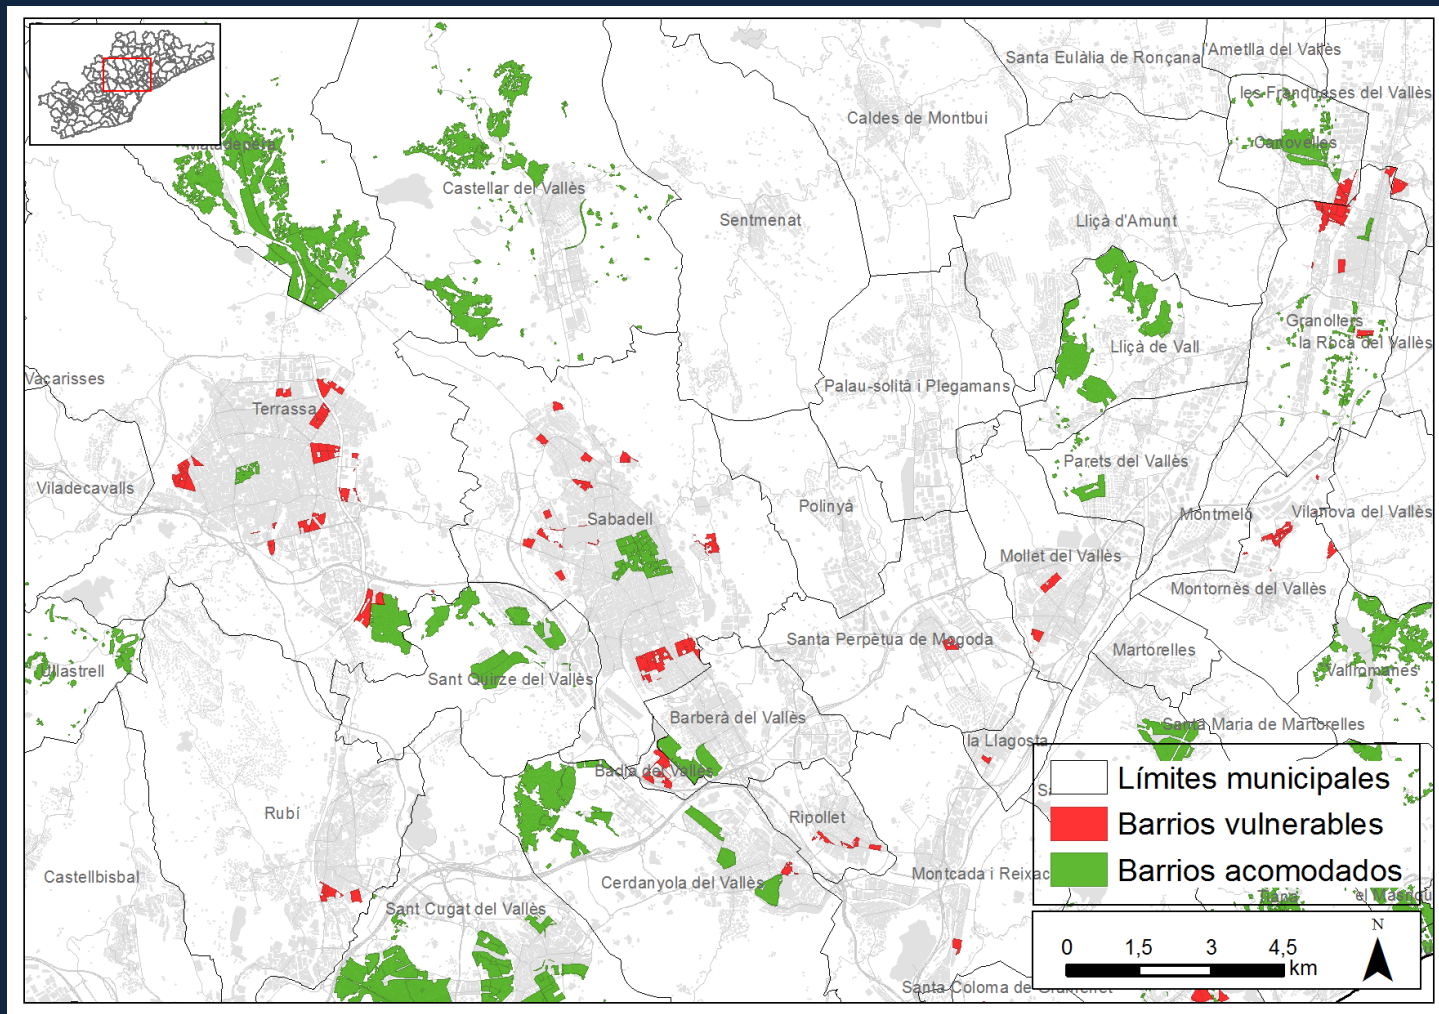 Santa Eulàlia de Ronçana
l'Ametlla del Vallès
les Franqueses del Vallès
Caldes de Montbui
Canovelles
Matadepera
Castellar del Vallès
Sentmenat
Lliçà d'Amunt
Granollers
la Roca del Vallès
Lliçà de Vall
Vacarisses
Palau-solità i Plegamans
Terrassa
Parets del Vallès
Viladecavalls
Polinyà
Montmeló
Vilanova del Vallès
Sabadell
Mollet del Vallès
Montornès del Vallès
Santa Perpètua de Mogoda
Martorelles
Ullastrell
Sant Quirze del Vallès
Vallromanes
Barberà del Vallès
Santa Maria de Martorelles
la Llagosta
Badia del Vallès
Límites municipales
Rubí
Ripollet
Barrios vulnerables
Castellbisbal
Cerdanyola del Vallès
Montcada i Reixac
Barrios acomodados
Tiana
Sant Cugat del Vallès
N
0 1,5 3 4,5
km
Santa Coloma de Gramenet